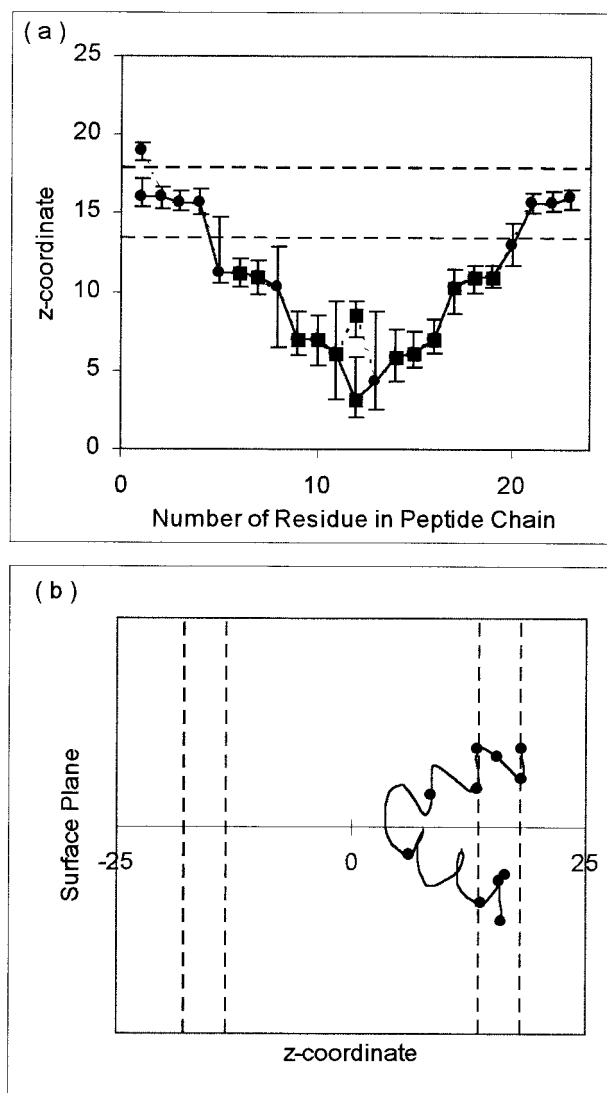 (a)
25
20
15
10
5
0
z-coordinate
0
10
20
Number of Residue in Peptide Chain
(b)
Surface Plane
-25
0
25
z-coordinate